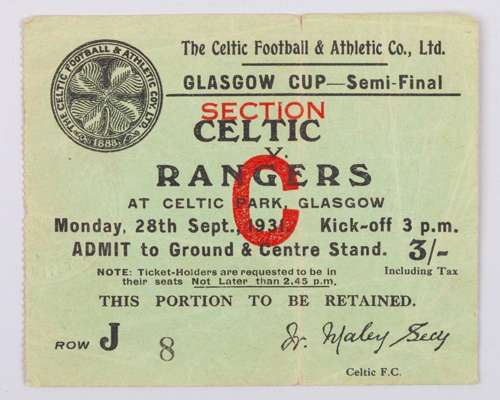 THE CELTIC FOOTBALL & ATHLETIC COY. LTD.
1888
The Celtic Football & Athletic Co., Ltd.
GLASGOW CUP—Semi-Final
SECTION
CELTIC
v.
RANGERS
C
AT CELTIC PARK, GLASGOW
Monday, 28th Sept., 1931. Kick-off 3 p.m.
ADMIT to Ground & Centre Stand. 3/-
Including Tax
NOTE: Ticket-Holders are requested to be in
their seats Not Later than 2.45 p.m.
THIS PORTION TO BE RETAINED.
ROW J 8
W. Maley Secy
Celtic F.C.